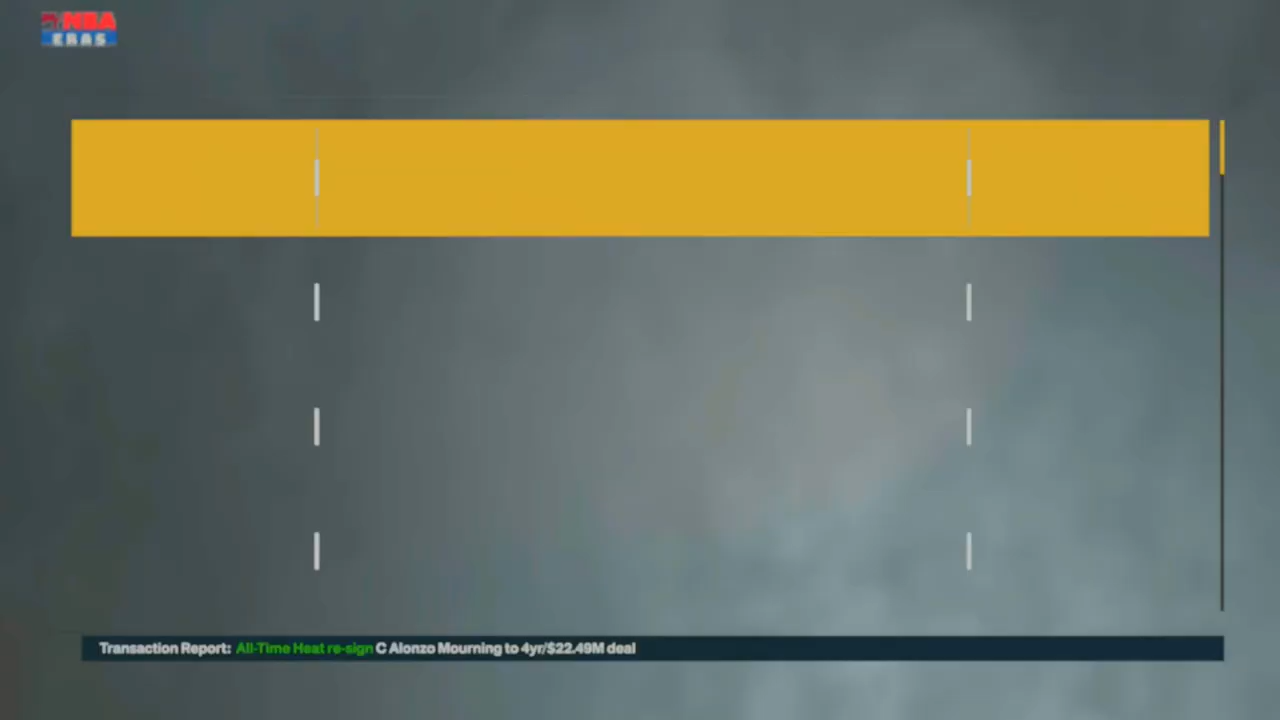 NBA
ERAS
Transaction Report: All-Time Heat re-sign C Alonzo Mourning to 4yr/$22.49M deal